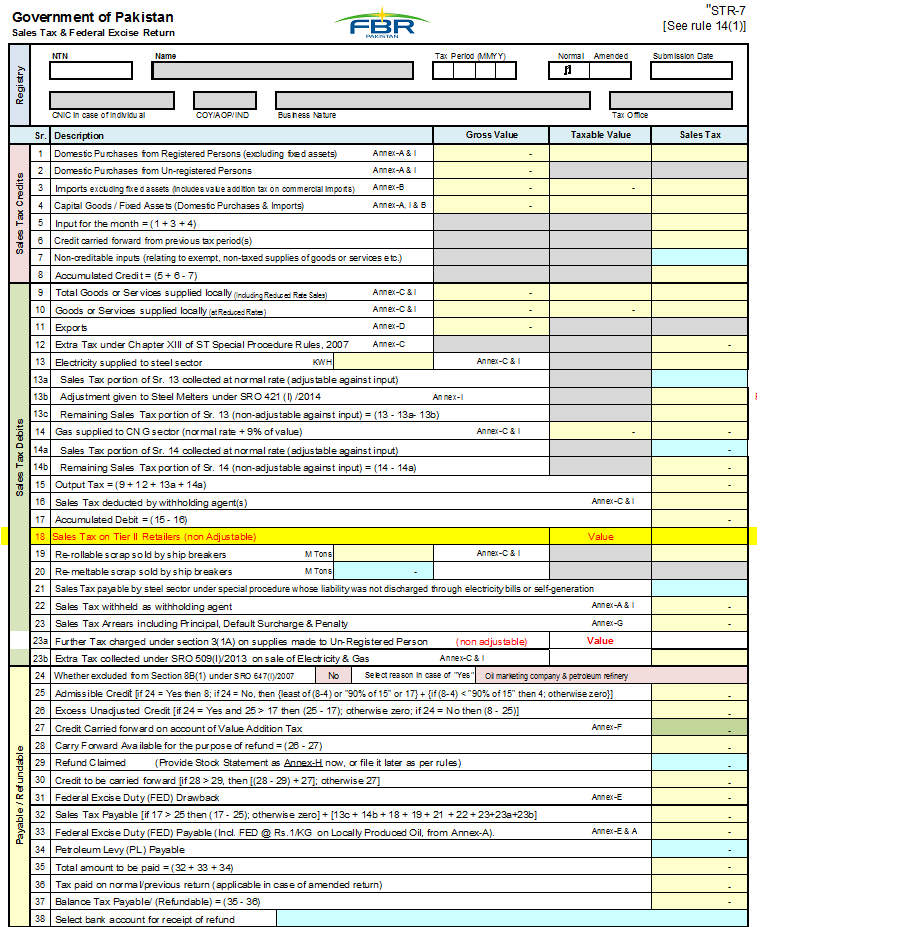 Government of Pakistan
Sales Tax & Federal Excise Return
FBR
PAKISTAN
"STR-7
[See rule 14(1)]
Registry
NTN Name Tax Period (MMYY) Normal Amended Submission Date
CNIC in case of Individual COY/AOP/IND Business Nature Tax Office
Sr. Description Gross Value Taxable Value Sales Tax
Sales Tax Credits
1 Domestic Purchases from Registered Persons (excluding fixed assets) Annex-A & I -
2 Domestic Purchases from Un-registered Persons Annex-A & I -
3 Imports excluding fixed assets (includes value addition tax on commercial imports) Annex-B - -
4 Capital Goods / Fixed Assets (Domestic Purchases & Imports) Annex-A, I & B -
5 Input for the month = (1 + 3 + 4)
6 Credit carried forward from previous tax period(s)
7 Non-creditable inputs (relating to exempt, non-taxed supplies of goods or services etc.)
8 Accumulated Credit = (5 + 6 - 7)
Sales Tax Debits
9 Total Goods or Services supplied locally (Including Reduced Rate Sales) Annex-C & I -
10 Goods or Services supplied locally (at Reduced Rates) Annex-C & I - -
11 Exports Annex-D -
12 Extra Tax under Chapter XIII of ST Special Procedure Rules, 2007 Annex-C -
13 Electricity supplied to steel sector KWH Annex-C & I
13a Sales Tax portion of Sr. 13 collected at normal rate (adjustable against input)
13b Adjustment given to Steel Melters under SRO 421 (I) /2014 Annex-I
13c Remaining Sales Tax portion of Sr. 13 (non-adjustable against input) = (13 - 13a- 13b)
14 Gas supplied to CNG sector (normal rate + 9% of value) Annex-C & I - -
14a Sales Tax portion of Sr. 14 collected at normal rate (adjustable against input) -
14b Remaining Sales Tax portion of Sr. 14 (non-adjustable against input) = (14 - 14a) -
15 Output Tax = (9 + 12 + 13a + 14a) -
16 Sales Tax deducted by withholding agent(s) Annex-C & I
17 Accumulated Debit = (15 - 16) -
18 Sales Tax on Tier II Retailers (non Adjustable) Value
19 Re-rollable scrap sold by ship breakers M Tons Annex-C & I
20 Re-meltable scrap sold by ship breakers M Tons -
21 Sales Tax payable by steel sector under special procedure whose liability was not discharged through electricity bills or self-generation
22 Sales Tax withheld as withholding agent Annex-A & I -
23 Sales Tax Arrears including Principal, Default Surcharge & Penalty Annex-G -
23a Further Tax charged under section 3(1A) on supplies made to Un-Registered Person (non adjustable) Value
23b Extra Tax collected under SRO 509(I)/2013 on sale of Electricity & Gas Annex-C & I
Payable / Refundable
24 Whether excluded from Section 8B(1) under SRO 647(I)/2007 No Select reason in case of "Yes" Oil marketing company & petroleum refinery
25 Admissible Credit [if 24 = Yes then 8; if 24 = No, then {least of (8-4) or "90% of 15" or 17} + {if (8-4) < "90% of 15" then 4; otherwise zero}] -
26 Excess Unadjusted Credit [if 24 = Yes and 25 > 17 then (25 - 17); otherwise zero; if 24 = No then (8 - 25)] -
27 Credit Carried forward on account of Value Addition Tax Annex-F -
28 Carry Forward Available for the purpose of refund = (26 - 27) -
29 Refund Claimed (Provide Stock Statement as Annex-H now, or file it later as per rules) -
30 Credit to be carried forward [if 28 > 29, then [(28 - 29) + 27]; otherwise 27] -
31 Federal Excise Duty (FED) Drawback Annex-E -
32 Sales Tax Payable [if 17 > 25 then (17 - 25); otherwise zero] + [13c + 14b + 18 + 19 + 21 + 22 + 23+23a+23b] -
33 Federal Excise Duty (FED) Payable (Incl. FED @ Rs.1/KG on Locally Produced Oil, from Annex-A). Annex-E & A -
34 Petroleum Levy (PL) Payable -
35 Total amount to be paid = (32 + 33 + 34) -
36 Tax paid on normal/previous return (applicable in case of amended return) -
37 Balance Tax Payable/ (Refundable) = (35 - 36) -
38 Select bank account for receipt of refund